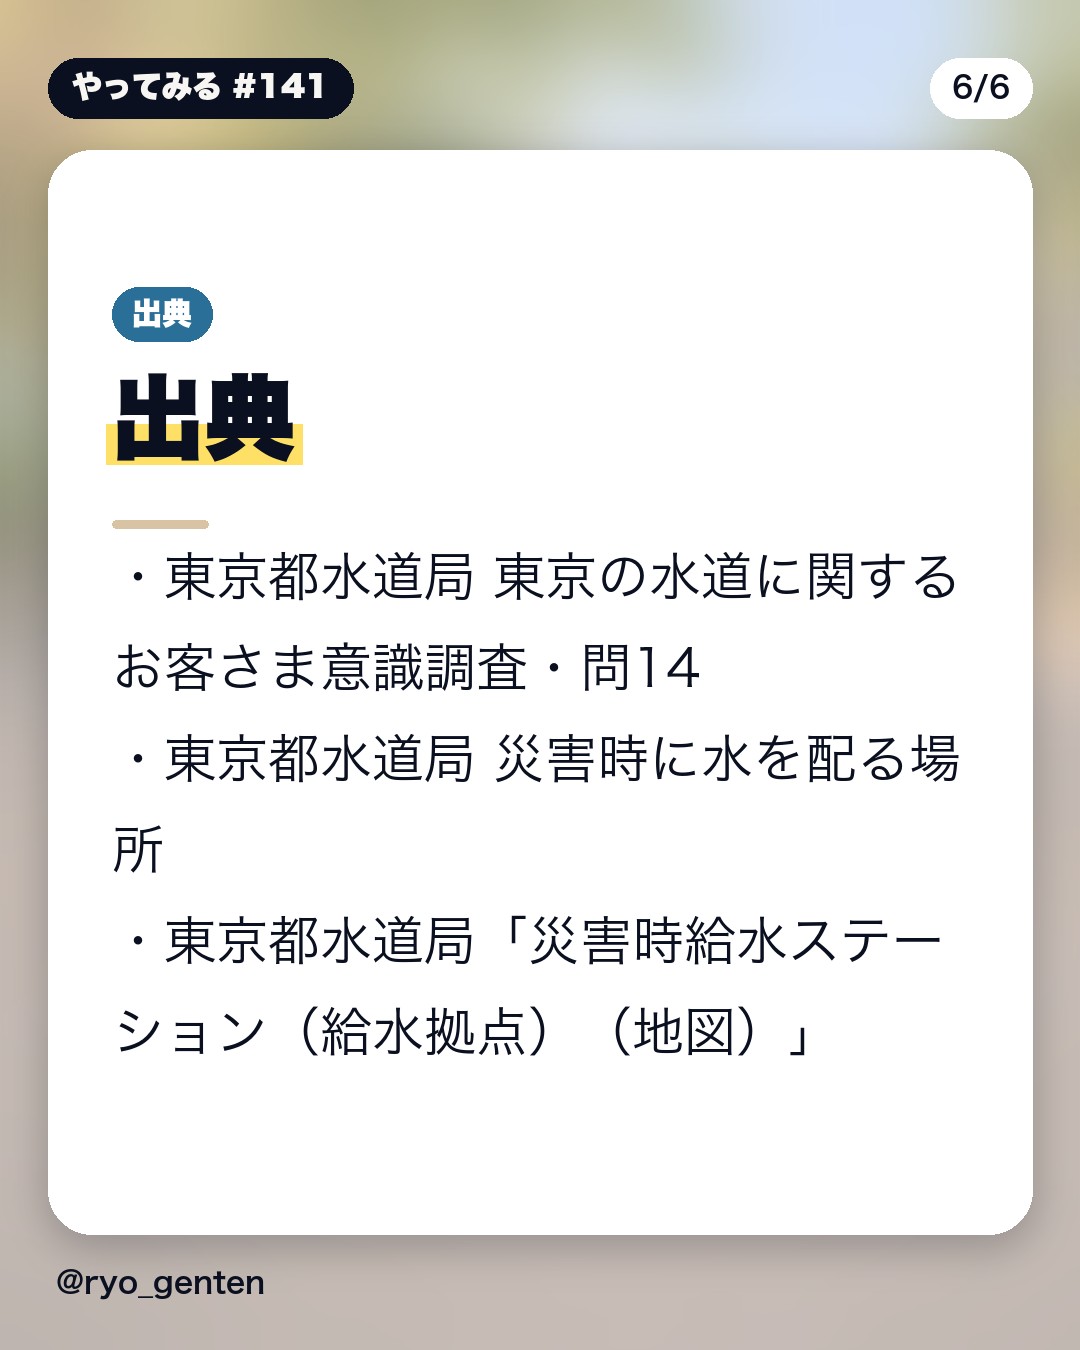 やってみる #141
6/6
出典
出典
・東京都水道局 東京の水道に関する
お客さま意識調査・問14
・東京都水道局 災害時に水を配る場
所
・東京都水道局「災害時給水ステー
ション（給水拠点）（地図）」
@ryo_genten